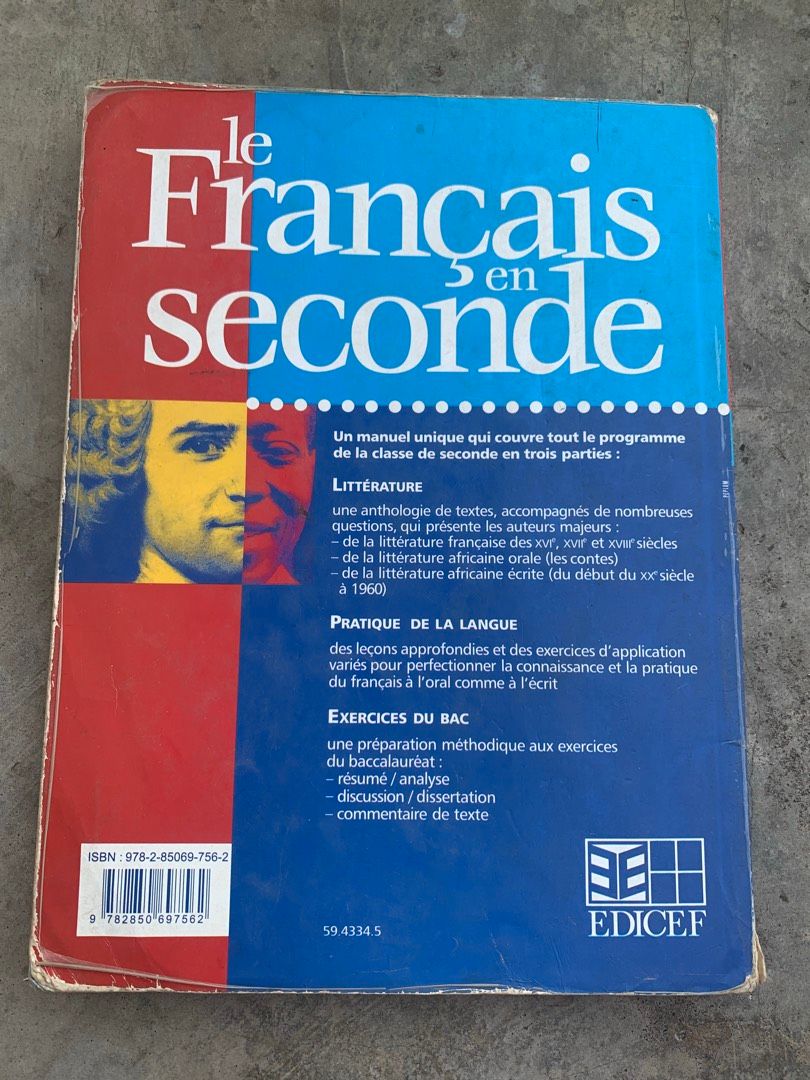 le
Français
en
seconde
Un manuel unique qui couvre tout le programme
de la classe de seconde en trois parties :
LITTÉRATURE
une anthologie de textes, accompagnés de nombreuses
questions, qui présente les auteurs majeurs :
– de la littérature française des XVIe, XVIIe et XVIIIe siècles
– de la littérature africaine orale (les contes)
– de la littérature africaine écrite (du début du XXe siècle
à 1960)
PRATIQUE DE LA LANGUE
des leçons approfondies et des exercices d'application
variés pour perfectionner la connaissance et la pratique
du français à l'oral comme à l'écrit
EXERCICES DU BAC
une préparation méthodique aux exercices
du baccalauréat :
– résumé / analyse
– discussion / dissertation
– commentaire de texte
ISBN : 978-2-85069-756-2
9 782850 697562
59.4334.5
EDICEF
PEPLUM